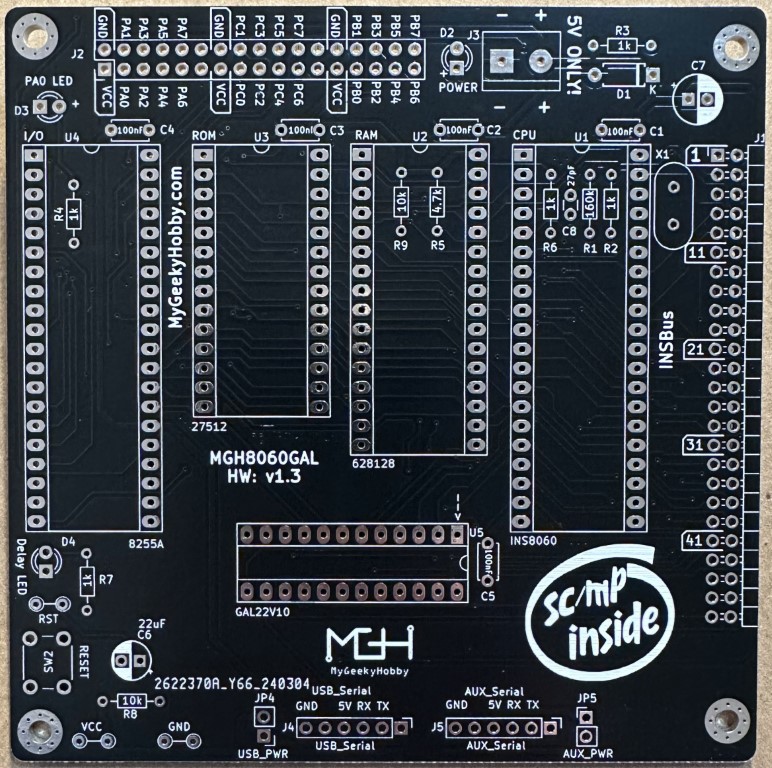 GND PA1 PA3 PA5 PA7 GND PC1 PC3 PC5 PC7 GND PB1 PB3 PB5 PB7
J2
VCC PA0 PA2 PA4 PA6 GND PC0 PC2 PC4 PC6 VCC PB0 PB2 PB4 PB6
D2
+
POWER
J3
- +
- +
5V ONLY!
R3
1k
D1
K
C7
+
PA0 LED
D3 +
I/O U4 100nF C4
ROM U3 100nF C3
RAM U2 100nF C2
CPU U1 100nF C1
X1
J1
R4 1k
MyGeekyHobby.com
10k
R9
4.7k
R5
1k
R6
27pF
C8
160k
R1
1k
R2
1
11
21
31
41
INSBus
27512
628128
MGH8060GAL
HW: v1.3
8255A
INS8060
U5
100nF
C5
GAL22V10
sc/mp
inside
D4
Delay LED
1k
R7
RST
SW2
RESET
22uF
C6
+
MGH
MyGeekyHobby
2622370A_Y66_240304
10k
R8
VCC
GND
JP4
USB_PWR
USB_Serial
GND 5V RX TX
J4
USB_Serial
AUX_Serial
GND 5V RX TX
J5
AUX_Serial
JP5
AUX_PWR